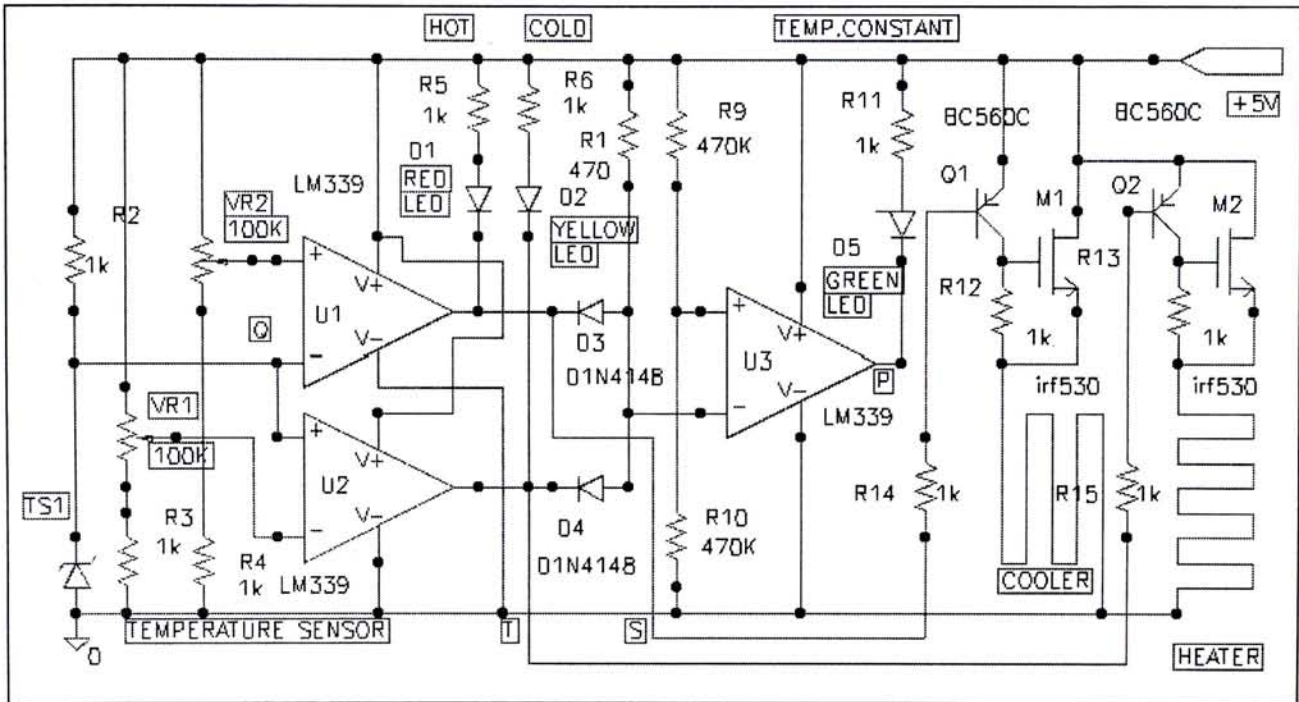 HOT
COLD
TEMP.CONSTANT
+5V
R5
1k
R6
1k
R1
470
R9
470K
R11
1k
BC560C
BC560C
D1
RED
LED
LM339
VR2
100K
R2
1k
D2
YELLOW
LED
Q1
M1
Q2
M2
D5
GREEN
LED
R12
1k
R13
1k
+
V+
U1
V-
-
Q
D3
D1N414B
+
V+
U3
V-
-
P
LM339
irf530
irf530
VR1
100K
+
V+
U2
V-
-
TS1
R3
1k
R4
1k
LM339
D4
D1N414B
R10
470K
R14
1k
R15
1k
COOLER
0
TEMPERATURE SENSOR
T
S
HEATER